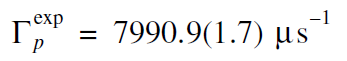 Γ_p^exp = 7990.9(1.7) μs⁻¹